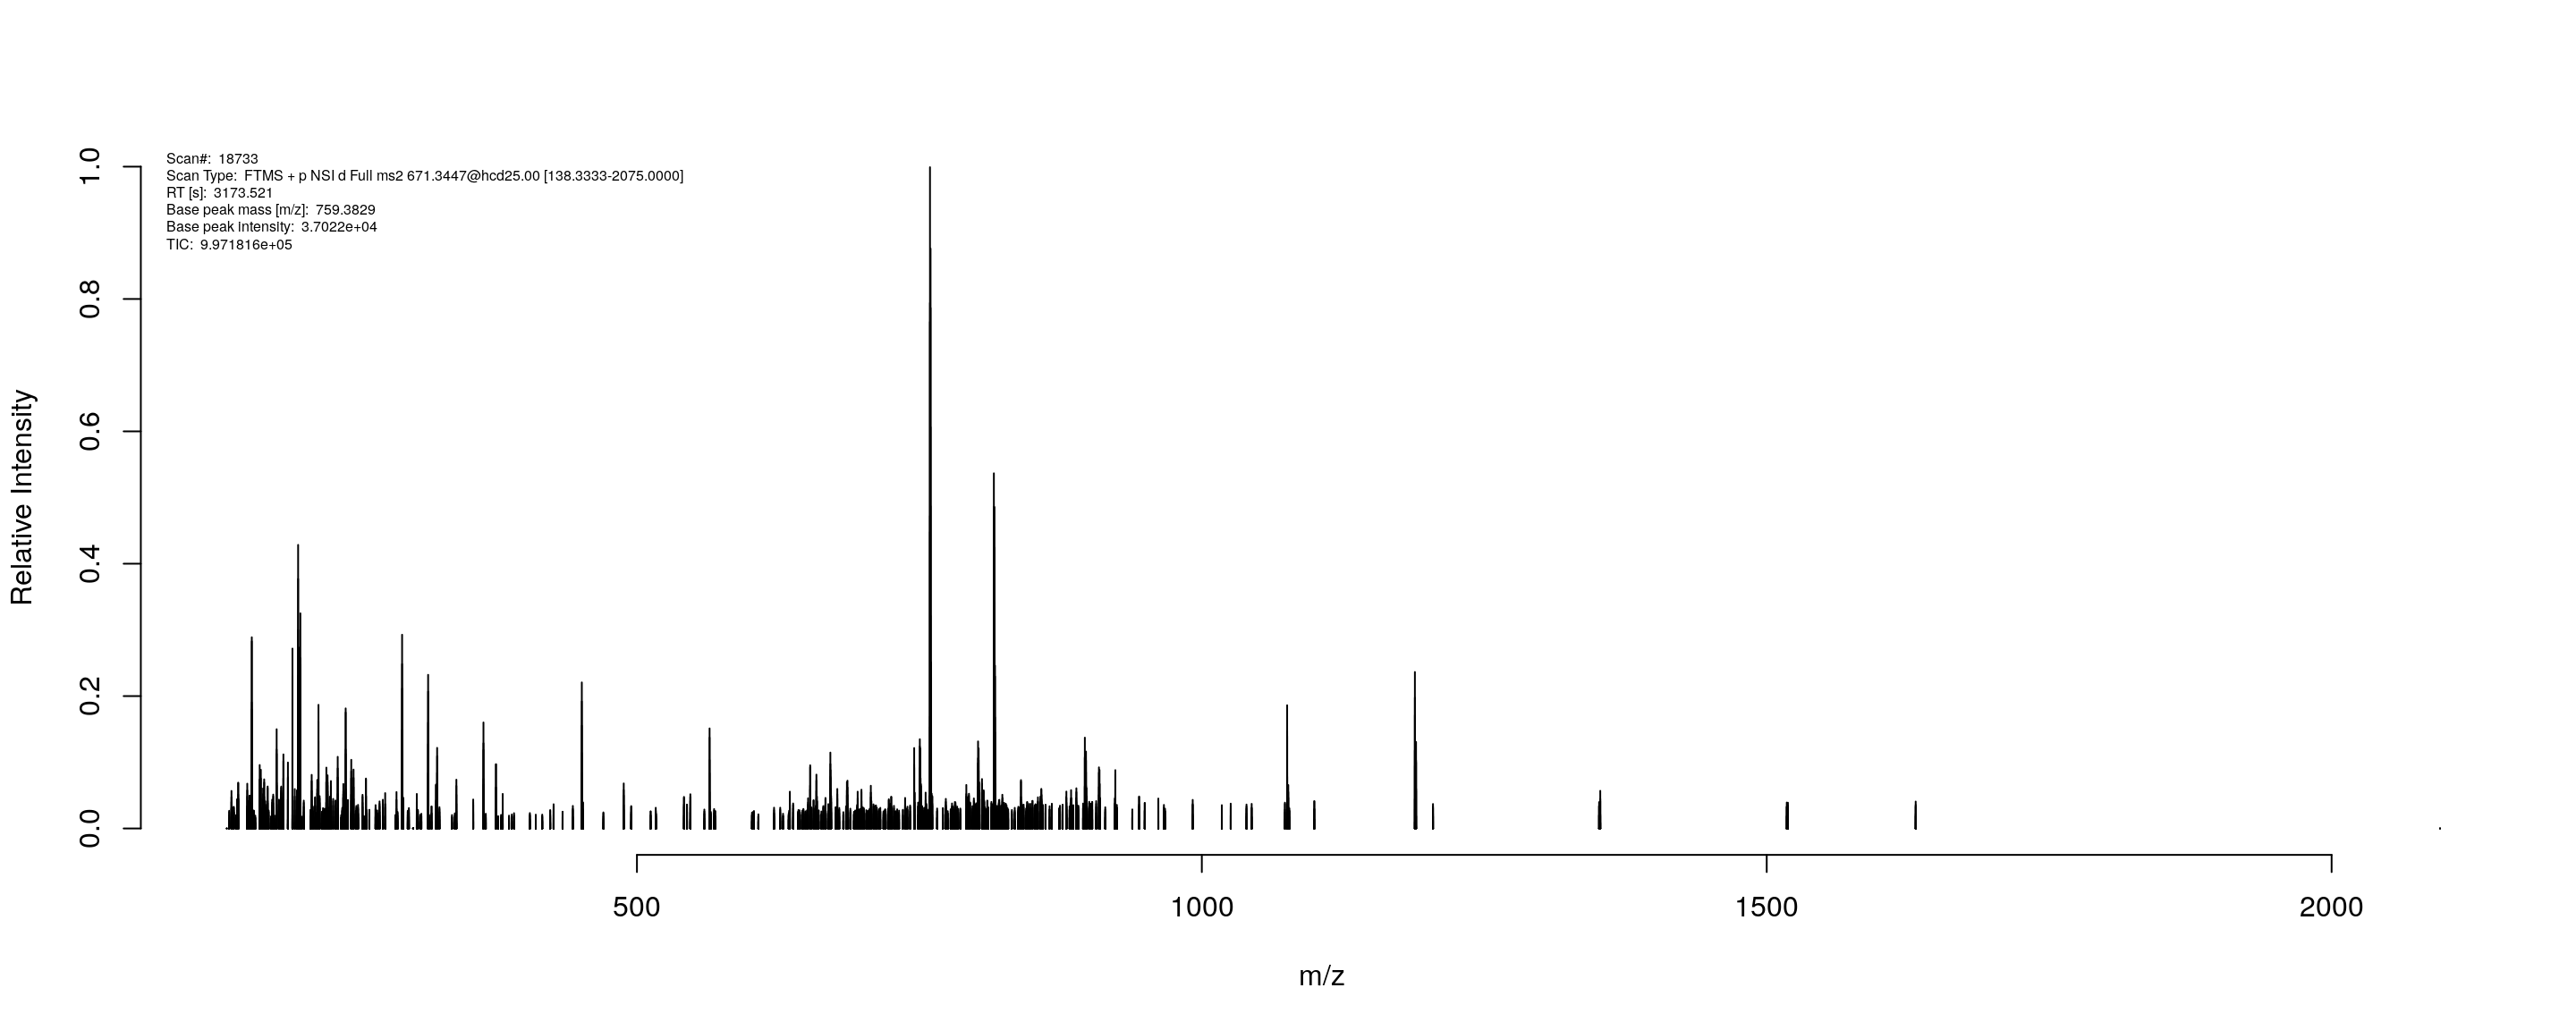 Scan#: 18733
Scan Type: FTMS + p NSI d Full ms2 671.3447@hcd25.00 [138.3333-2075.0000]
RT [s]: 3173.521
Base peak mass [m/z]: 759.3829
Base peak intensity: 3.7022e+04
TIC: 9.971816e+05
1.0
0.8
0.6
0.4
0.2
0.0
Relative Intensity
500 1000 1500 2000
m/z